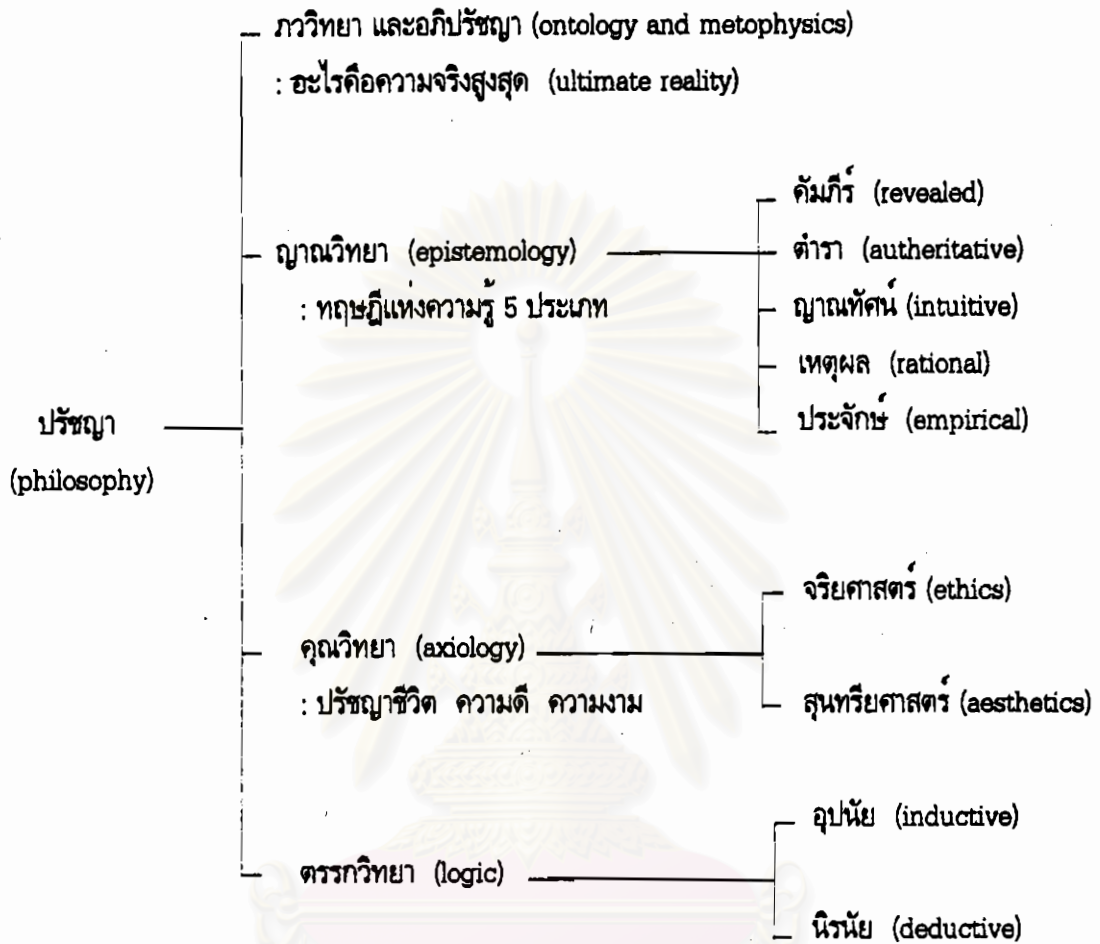 ภววิทยา และอภิปรัชญา (ontology and metophysics)
: อะไรคือความจริงสูงสุด (ultimate reality)
คัมภีร์ (revealed)
ญาณวิทยา (epistemology)
ตำรา (autheritative)
: ทฤษฎีแห่งความรู้ 5 ประเภท
ญาณทัศน์ (intuitive)
เหตุผล (rational)
ปรัชญา
(philosophy)
ประจักษ์ (empirical)
จริยศาสตร์ (ethics)
คุณวิทยา (axiology)
: ปรัชญาชีวิต ความดี ความงาม
สุนทรียศาสตร์ (aesthetics)
อุปนัย (inductive)
ตรรกวิทยา (logic)
นิรนัย (deductive)